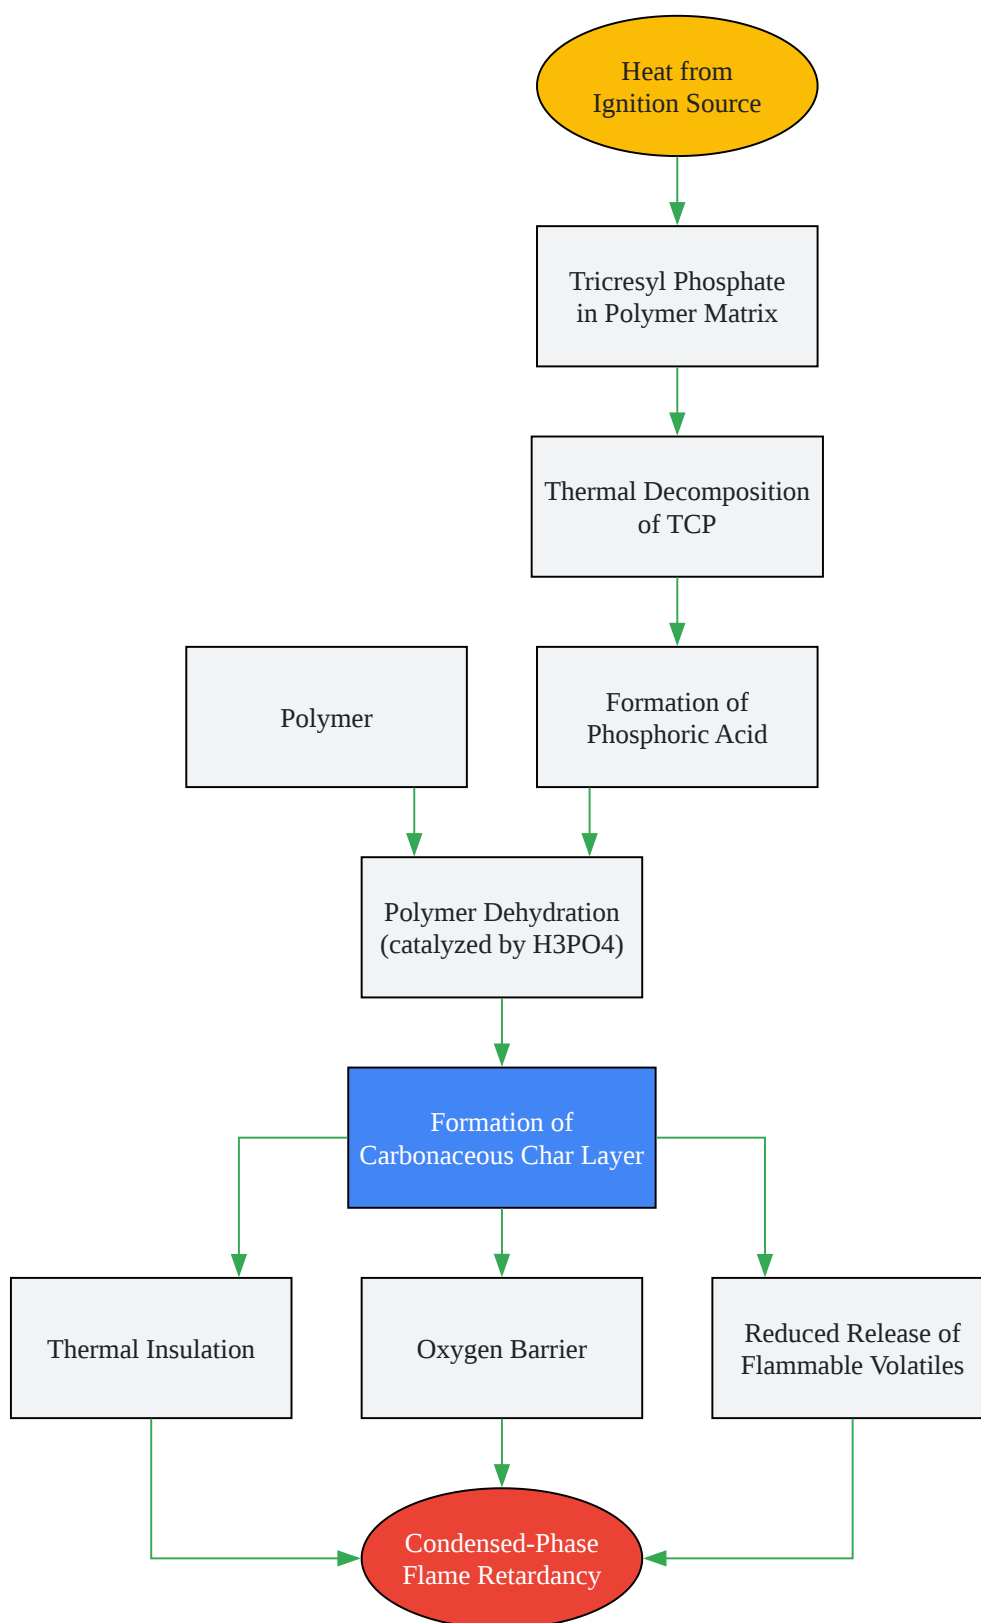 Heat from
Ignition Source
Tricresyl Phosphate
in Polymer Matrix
Thermal Decomposition
of TCP
Polymer
Formation of
Phosphoric Acid
Polymer Dehydration
(catalyzed by H3PO4)
Formation of
Carbonaceous Char Layer
Thermal Insulation
Oxygen Barrier
Reduced Release of
Flammable Volatiles
Condensed-Phase
Flame Retardancy